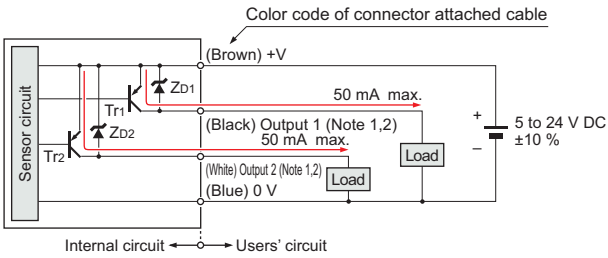 Color code of connector attached cable
(Brown) +V
ZD1
50 mA max.
Tr1
(Black) Output 1 (Note 1,2)
+
5 to 24 V DC
±10 %
–
Sensor circuit
ZD2
50 mA max.
Load
Tr2
(White) Output 2 (Note 1,2)
Load
(Blue) 0 V
Internal circuit
Users' circuit